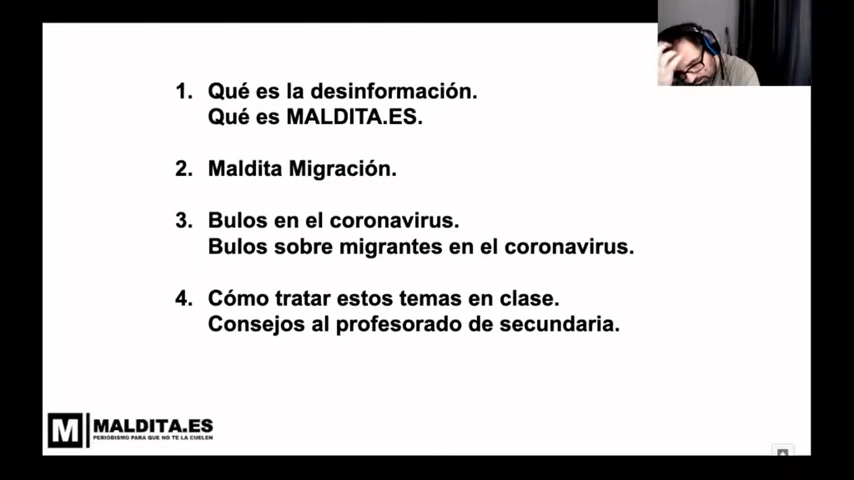 1. Qué es la desinformación.
Qué es MALDITA.ES.
2. Maldita Migración.
3. Bulos en el coronavirus.
Bulos sobre migrantes en el coronavirus.
4. Cómo tratar estos temas en clase.
Consejos al profesorado de secundaria.
M MALDITA.ES
PERIODISMO PARA QUE NO TE LA CUELEN